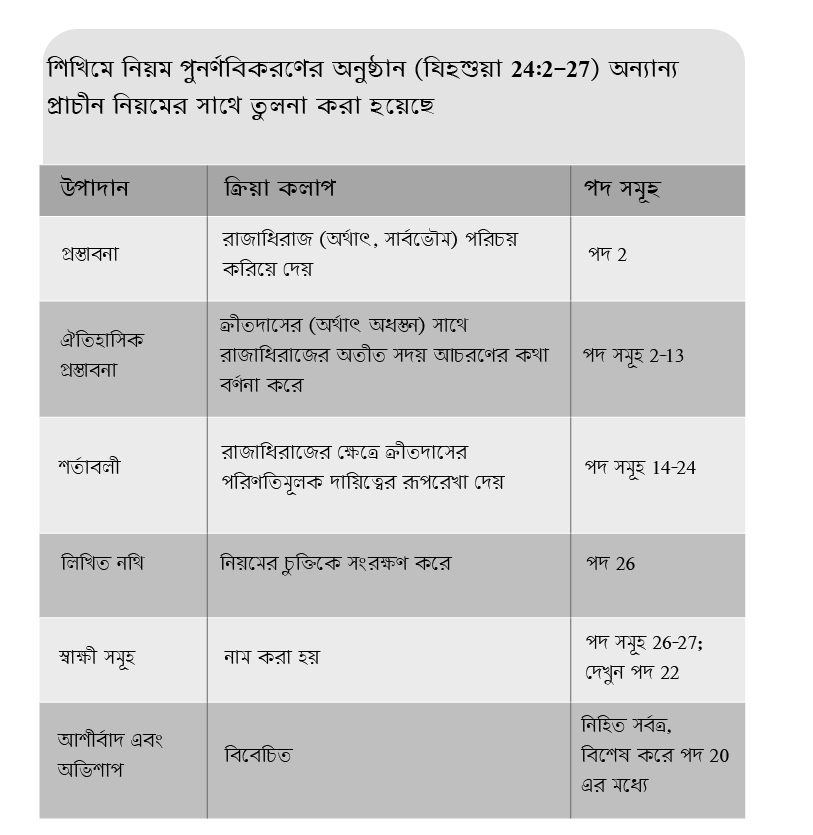 শিখিমে নিয়ম পুনর্ণবিকরণের অনুষ্ঠান (যিহশুয়া 24:2–27) অন্যান্য
প্রাচীন নিয়মের সাথে তুলনা করা হয়েছে
উপাদান ক্রিয়া কলাপ পদ সমূহ
প্রস্তাবনা
রাজাধিরাজ (অর্থাৎ, সার্বভৌম) পরিচয়
করিয়ে দেয়
পদ 2
ঐতিহাসিক
প্রস্তাবনা
ক্রীতদাসের (অর্থাৎ অধস্তন) সাথে
রাজাধিরাজের অতীত সদয় আচরণের কথা
বর্ণনা করে
পদ সমূহ 2-13
শর্তাবলী
রাজাধিরাজের ক্ষেত্রে ক্রীতদাসের
পরিণতিমূলক দায়িত্বের রূপরেখা দেয়
পদ সমূহ 14-24
লিখিত নথি
নিয়মের চুক্তিকে সংরক্ষণ করে
পদ 26
স্বাক্ষী সমূহ
নাম করা হয়
পদ সমূহ 26-27;
দেখুন পদ 22
আশীর্বাদ এবং
অভিশাপ
বিবেচিত
নিহিত সর্বত্র,
বিশেষ করে পদ 20
এর মধ্যে